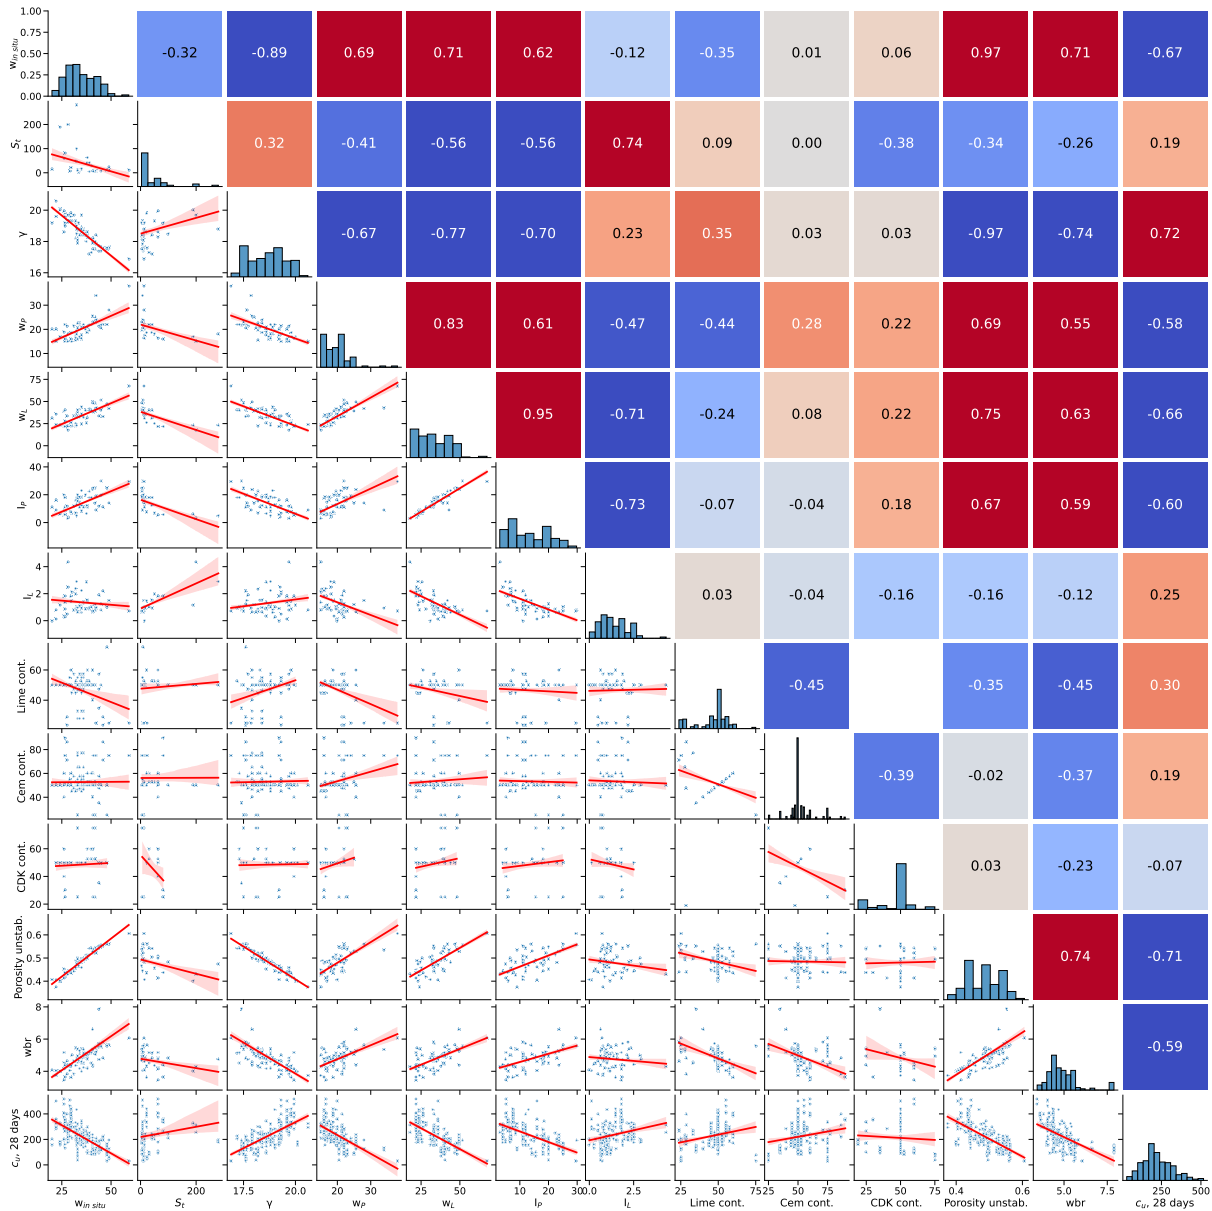 1.00
0.75
0.50
0.25
0.00
w_in situ
-0.32 -0.89 0.69 0.71 0.62 -0.12 -0.35 0.01 0.06 0.97 0.71 -0.67
200
100
0
S_t
0.32 -0.41 -0.56 -0.56 0.74 0.09 0.00 -0.38 -0.34 -0.26 0.19
20
18
16
γ
-0.67 -0.77 -0.70 0.23 0.35 0.03 0.03 -0.97 -0.74 0.72
30
20
10
w_P
0.83 0.61 -0.47 -0.44 0.28 0.22 0.69 0.55 -0.58
75
50
25
0
w_L
0.95 -0.71 -0.24 0.08 0.22 0.75 0.63 -0.66
40
20
0
I_P
-0.73 -0.07 -0.04 0.18 0.67 0.59 -0.60
4
2
0
I_L
0.03 -0.04 -0.16 -0.16 -0.12 0.25
60
40
Lime cont.
-0.45 -0.35 -0.45 0.30
80
60
40
Cem cont.
-0.39 -0.02 -0.37 0.19
60
40
20
CDK cont.
0.03 -0.23 -0.07
0.6
0.5
0.4
Porosity unstab.
0.74 -0.71
8
6
4
wbr
-0.59
400
200
0
c_u, 28 days
25 50 0 200 17.5 20.0 20 30 25 50 10 20 30 0.0 2.5 25 50 75 25 50 75 25 50 75 0.4 0.6 5.0 7.5 250 500
w_in situ S_t γ w_P w_L I_P I_L Lime cont. Cem cont. CDK cont. Porosity unstab. wbr c_u, 28 days